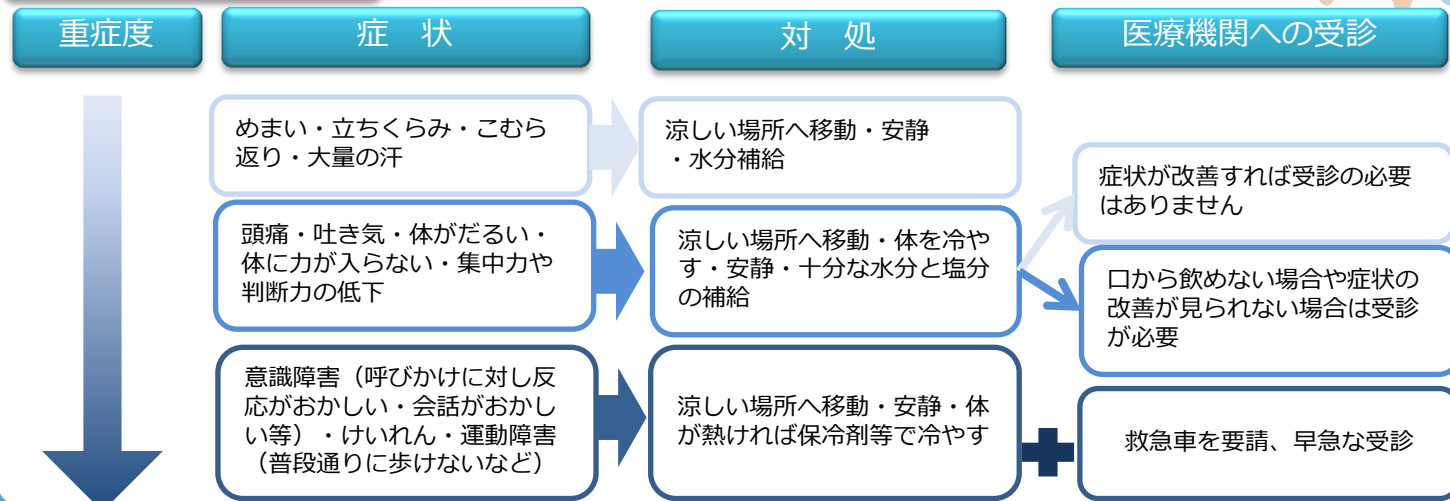 重症度
症　状
対　処
医療機関への受診
めまい・立ちくらみ・こむら
返り・大量の汗
涼しい場所へ移動・安静
・水分補給
症状が改善すれば受診の必要
はありません
頭痛・吐き気・体がだるい・
体に力が入らない・集中力や
判断力の低下
涼しい場所へ移動・体を冷や
す・安静・十分な水分と塩分
の補給
口から飲めない場合や症状の
改善が見られない場合は受診
が必要
意識障害（呼びかけに対し反
応がおかしい・会話がおかし
い等）・けいれん・運動障害
（普段通りに歩けないなど）
涼しい場所へ移動・安静・体
が熱ければ保冷剤等で冷やす
救急車を要請、早急な受診